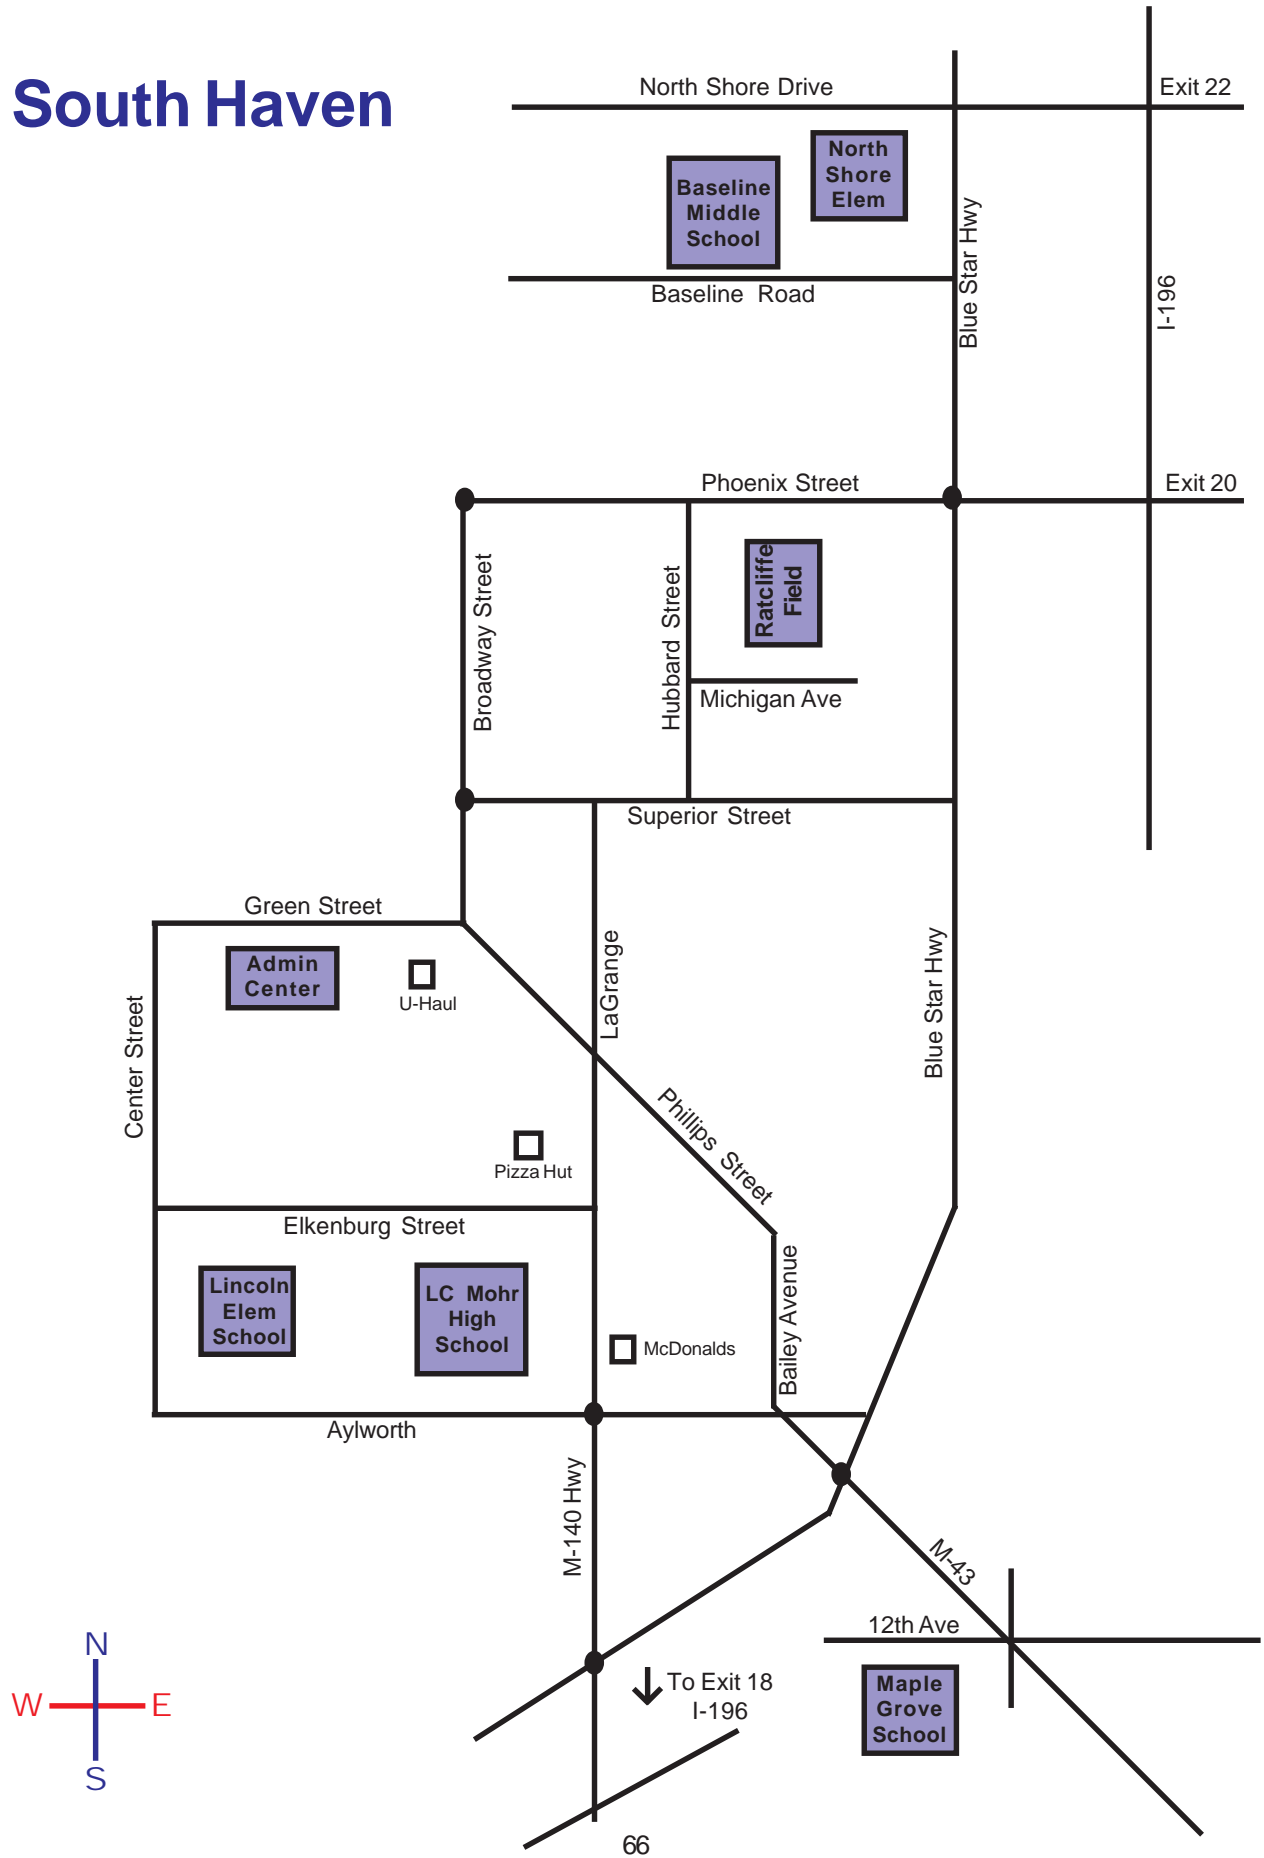 South Haven
North Shore Drive
Exit 22
North
Shore
Elem
Baseline
Middle
School
Blue Star Hwy
I-196
Baseline Road
Phoenix Street
Exit 20
Ratcliffe
Field
Broadway Street
Hubbard Street
Michigan Ave
Superior Street
Green Street
Admin
Center
U-Haul
LaGrange
Blue Star Hwy
Center Street
Phillips Street
Pizza Hut
Elkenburg Street
Lincoln
Elem
School
LC Mohr
High
School
McDonalds
Bailey Avenue
Aylworth
M-140 Hwy
M-43
12th Ave
N
W
E
S
To Exit 18
I-196
Maple
Grove
School
66